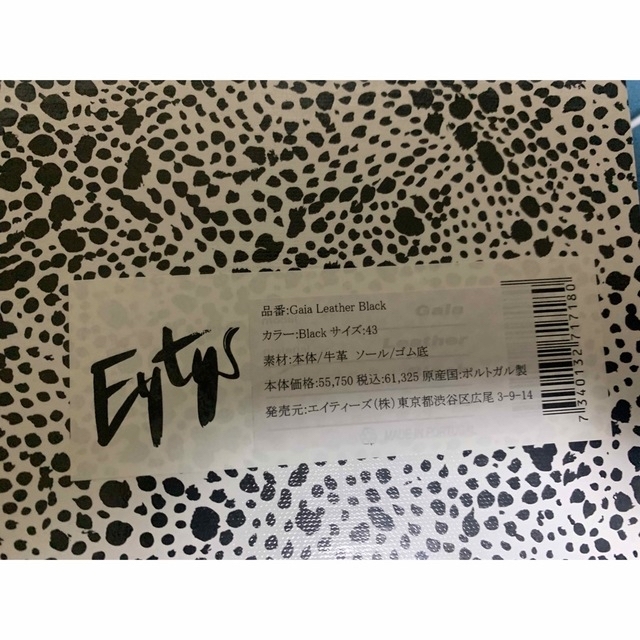 Eytys
品番:Gaia Leather Black
カラー:Black サイズ:43
素材:本体/牛革 ソール/ゴム底
本体価格:55,750 税込:61,325 原産国:ポルトガル製
発売元:エイティーズ(株)東京都渋谷区広尾 3-9-14
Gaia
Leather
7340132717180